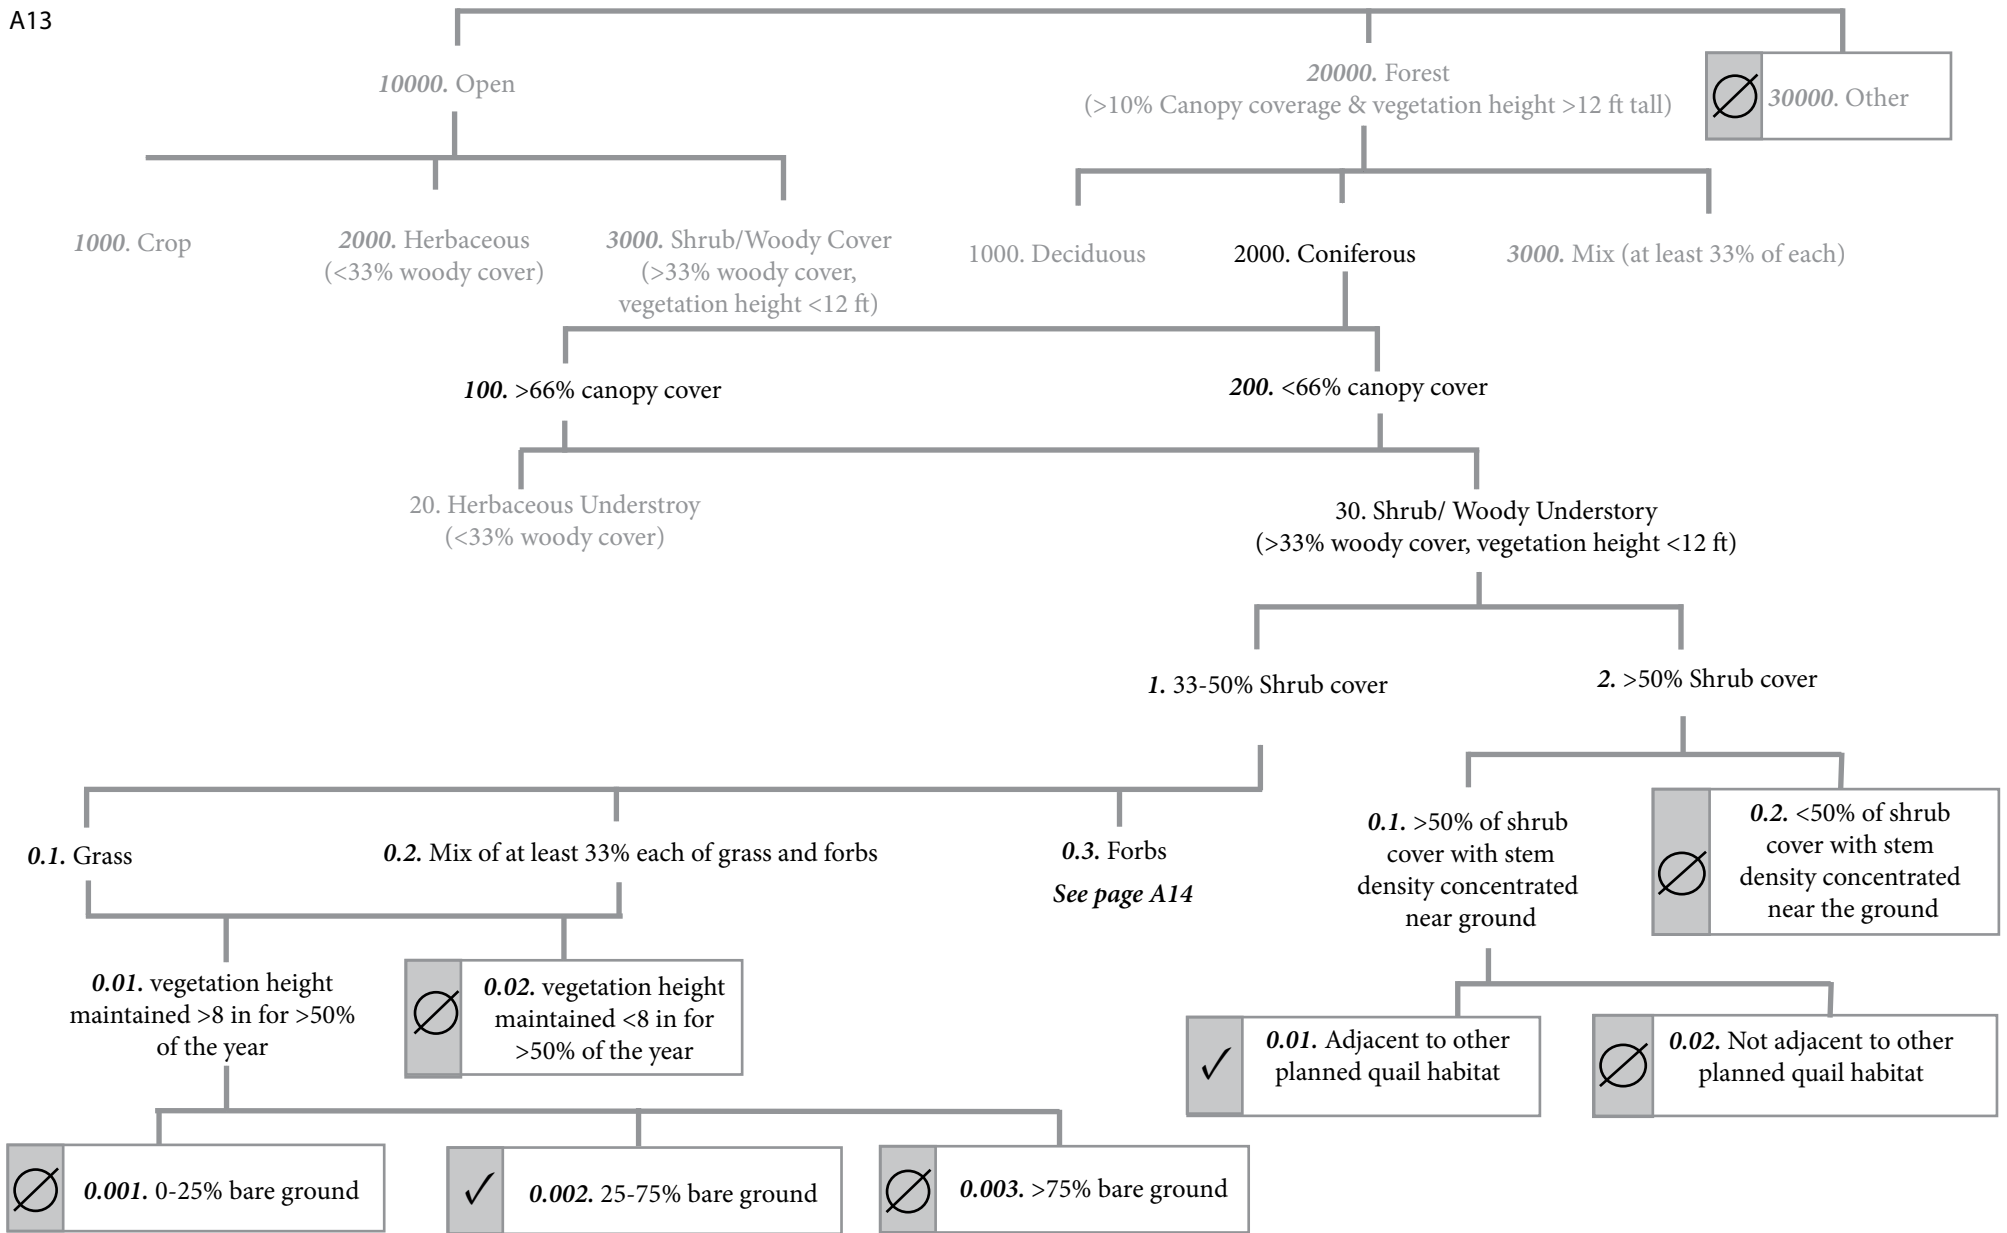 A13
10000. Open
20000. Forest
(>10% Canopy coverage & vegetation height >12 ft tall)
30000. Other
1000. Crop
2000. Herbaceous
(<33% woody cover)
3000. Shrub/Woody Cover
(>33% woody cover,
vegetation height <12 ft)
1000. Deciduous
2000. Coniferous
3000. Mix (at least 33% of each)
100. >66% canopy cover
200. <66% canopy cover
20. Herbaceous Understroy
(<33% woody cover)
30. Shrub/ Woody Understory
(>33% woody cover, vegetation height <12 ft)
1. 33-50% Shrub cover
2. >50% Shrub cover
0.1. Grass
0.2. Mix of at least 33% each of grass and forbs
0.3. Forbs
See page A14
0.1. >50% of shrub
cover with stem
density concentrated
near ground
0.2. <50% of shrub
cover with stem
density concentrated
near the ground
0.01. vegetation height
maintained >8 in for >50%
of the year
0.02. vegetation height
maintained <8 in for
>50% of the year
0.01. Adjacent to other
planned quail habitat
0.02. Not adjacent to other
planned quail habitat
0.001. 0-25% bare ground
0.002. 25-75% bare ground
0.003. >75% bare ground